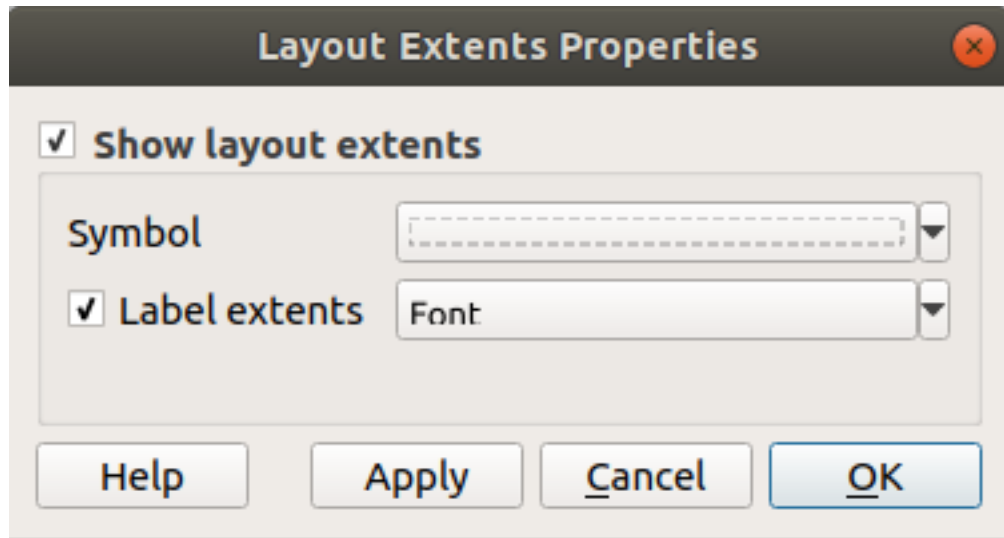 Layout Extents Properties
Show layout extents
Symbol
Label extents Font
Help Apply Cancel OK